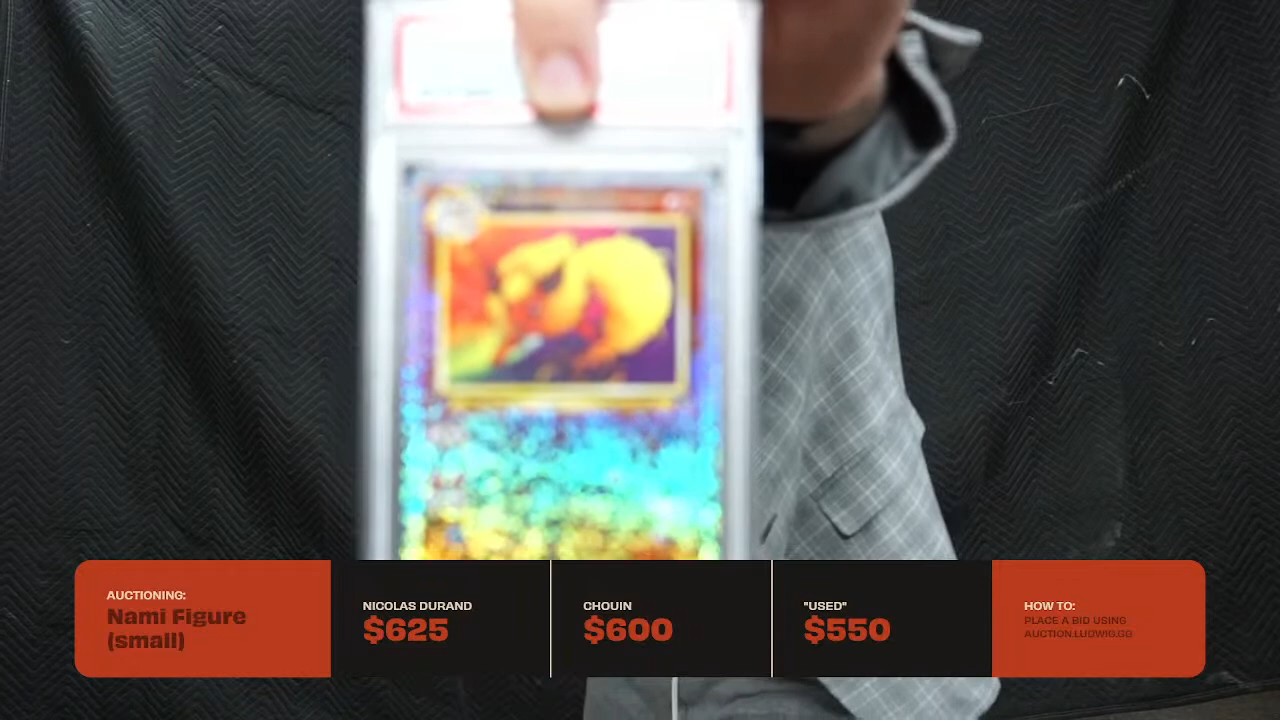 AUCTIONING:
Nami Figure
(small)
NICOLAS DURAND
$625
CHOUIN
$600
"USED"
$550
HOW TO:
PLACE A BID USING
AUCTION.LUDWIG.GG